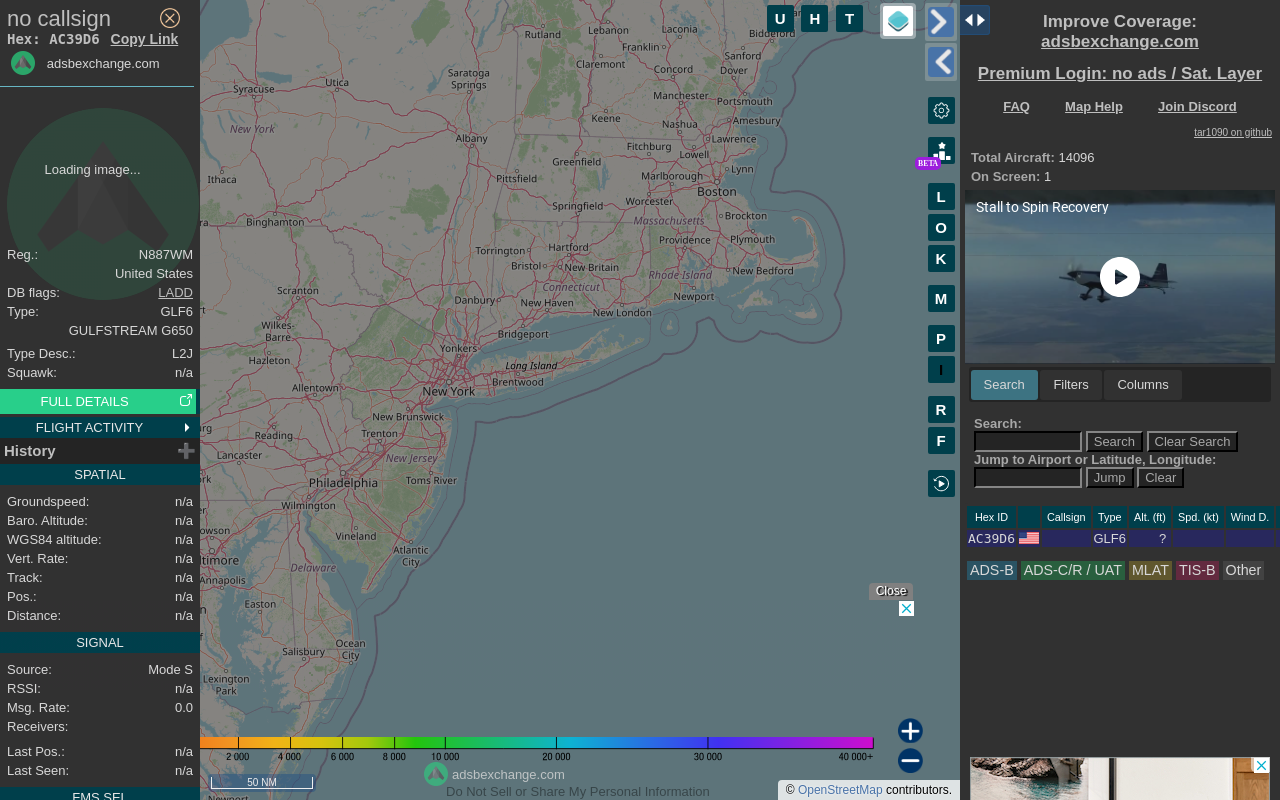 no callsign
Hex: AC39D6 Copy Link
adsbexchange.com
Loading image...
Reg.: N887WM
United States
DB flags: LADD
Type: GLF6
GULFSTREAM G650
Type Desc.: L2J
Squawk: n/a
FULL DETAILS
FLIGHT ACTIVITY
History
SPATIAL
Groundspeed: n/a
Baro. Altitude: n/a
WGS84 altitude: n/a
Vert. Rate: n/a
Track: n/a
Pos.: n/a
Distance: n/a
SIGNAL
Source: Mode S
RSSI: n/a
Msg. Rate: 0.0
Receivers:
Last Pos.: n/a
Last Seen: n/a
FMS SEL
U H T
Rutland
Lebanon
Laconia
Biddeford
Franklin
Claremont
Sanford
Concord
Dover
Saratoga
Springs
Utica
Syracuse
Manchester
Portsmouth
Keene
Nashua
Amesbury
New York
Albany
Fitchburg
Lawrence
Greenfield
Lowell
Ithaca
Pittsfield
Marlborough
Lynn
Boston
Springfield
Worcester
Binghamton
Massachusetts
Brockton
Torrington
Hartford
Providence
Plymouth
Bristol
New Britain
Rhode Island
New Bedford
Scranton
Connecticut
Danbury
New Haven
New London
Newport
Wilkes-
Barre
Bridgeport
Yonkers
Hazleton
Long Island
Allentown
Brentwood
New York
New Brunswick
Reading
Trenton
Lancaster
New Jersey
Philadelphia
Toms River
Wilmington
Vineland
Atlantic
City
Delaware
Annapolis
Easton
Ocean
City
Salisbury
Lexington
Park
BETA
L
O
K
M
P
I
R
F
Close
2 000 4 000 6 000 8 000 10 000 20 000 30 000 40 000+
50 NM
adsbexchange.com
Do Not Sell or Share My Personal Information
© OpenStreetMap contributors.
Improve Coverage:
adsbexchange.com
Premium Login: no ads / Sat. Layer
FAQ Map Help Join Discord
tar1090 on github
Total Aircraft: 14096
On Screen: 1
Stall to Spin Recovery
Search Filters Columns
Search:
Search Clear Search
Jump to Airport or Latitude, Longitude:
Jump Clear
Hex ID Callsign Type Alt. (ft) Spd. (kt) Wind D.
AC39D6 GLF6 ?
ADS-B ADS-C/R / UAT MLAT TIS-B Other